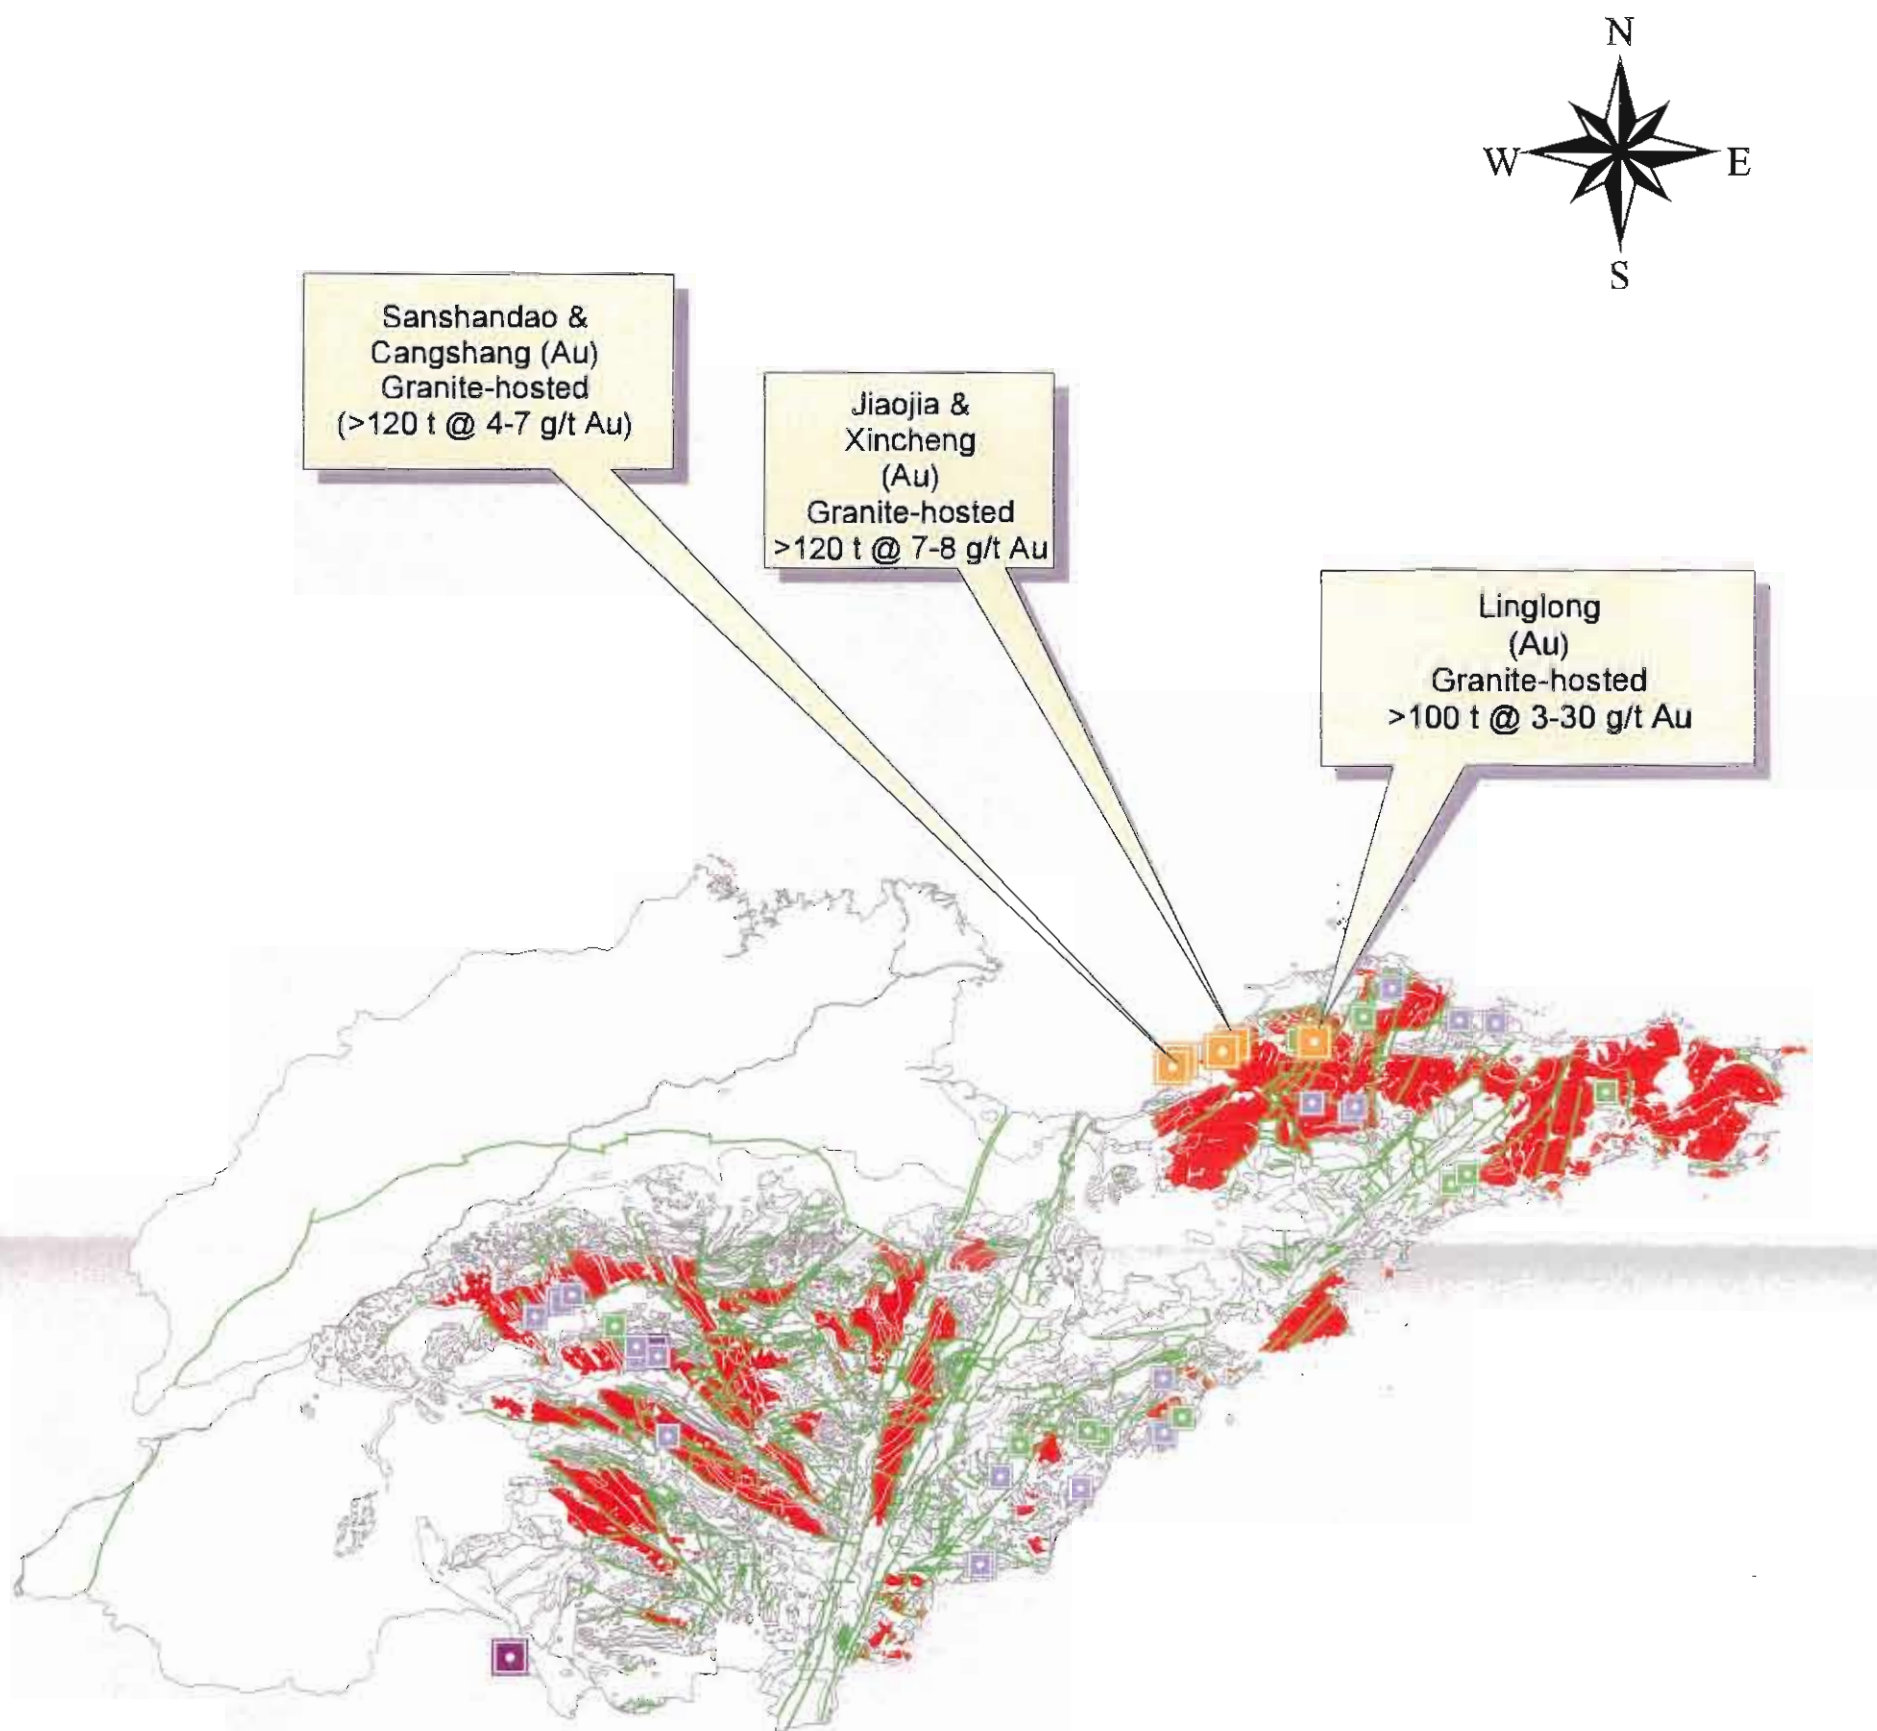 N
W
E
S
Sanshandao &
Cangshang (Au)
Granite-hosted
(>120 t @ 4-7 g/t Au)
Jiaojia &
Xincheng
(Au)
Granite-hosted
>120 t @ 7-8 g/t Au
Linglong
(Au)
Granite-hosted
>100 t @ 3-30 g/t Au